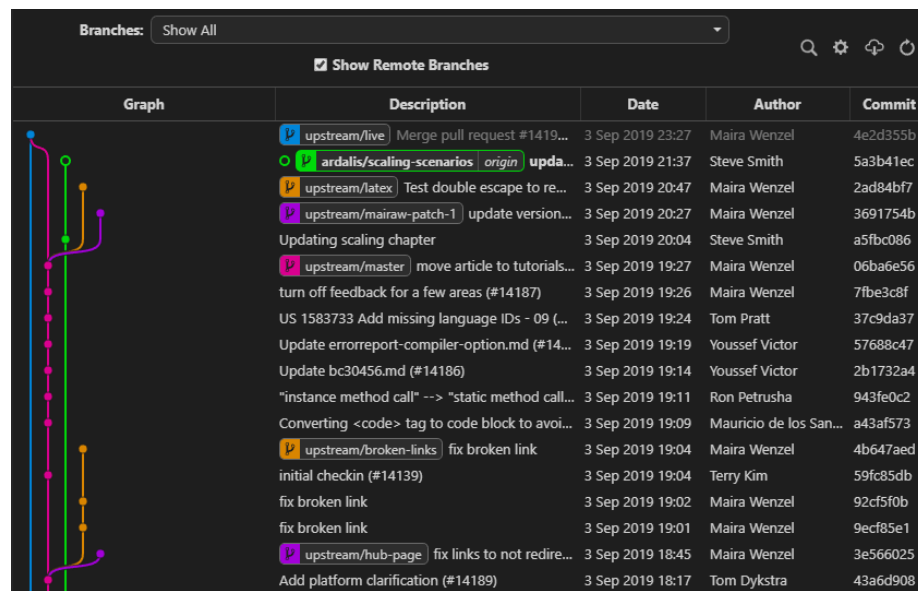 Branches: Show All
Show Remote Branches
Graph Description Date Author Commit
upstream/live Merge pull request #1419... 3 Sep 2019 23:27 Maira Wenzel 4e2d355b
ardalis/scaling-scenarios origin upda... 3 Sep 2019 21:37 Steve Smith 5a3b41ec
upstream/latex Test double escape to re... 3 Sep 2019 20:47 Maira Wenzel 2ad84bf7
upstream/mairaw-patch-1 update version... 3 Sep 2019 20:27 Maira Wenzel 3691754b
Updating scaling chapter 3 Sep 2019 20:04 Steve Smith a5fbc086
upstream/master move article to tutorials... 3 Sep 2019 19:27 Maira Wenzel 06ba6e56
turn off feedback for a few areas (#14187) 3 Sep 2019 19:26 Maira Wenzel 7fbe3c8f
US 1583733 Add missing language IDs - 09 (... 3 Sep 2019 19:24 Tom Pratt 37c9da37
Update errorreport-compiler-option.md (#14... 3 Sep 2019 19:19 Youssef Victor 57688c47
Update bc30456.md (#14186) 3 Sep 2019 19:14 Youssef Victor 2b1732a4
"instance method call" --> "static method call... 3 Sep 2019 19:11 Ron Petrusha 943fe0c2
Converting <code> tag to code block to avoi... 3 Sep 2019 19:09 Mauricio de los San... a43af573
upstream/broken-links fix broken link 3 Sep 2019 19:04 Maira Wenzel 4b647aed
initial checkin (#14139) 3 Sep 2019 19:04 Terry Kim 59fc85db
fix broken link 3 Sep 2019 19:02 Maira Wenzel 92cf5f0b
fix broken link 3 Sep 2019 19:01 Maira Wenzel 9ecf85e1
upstream/hub-page fix links to not redire... 3 Sep 2019 18:45 Maira Wenzel 3e566025
Add platform clarification (#14189) 3 Sep 2019 18:17 Tom Dykstra 43a6d908